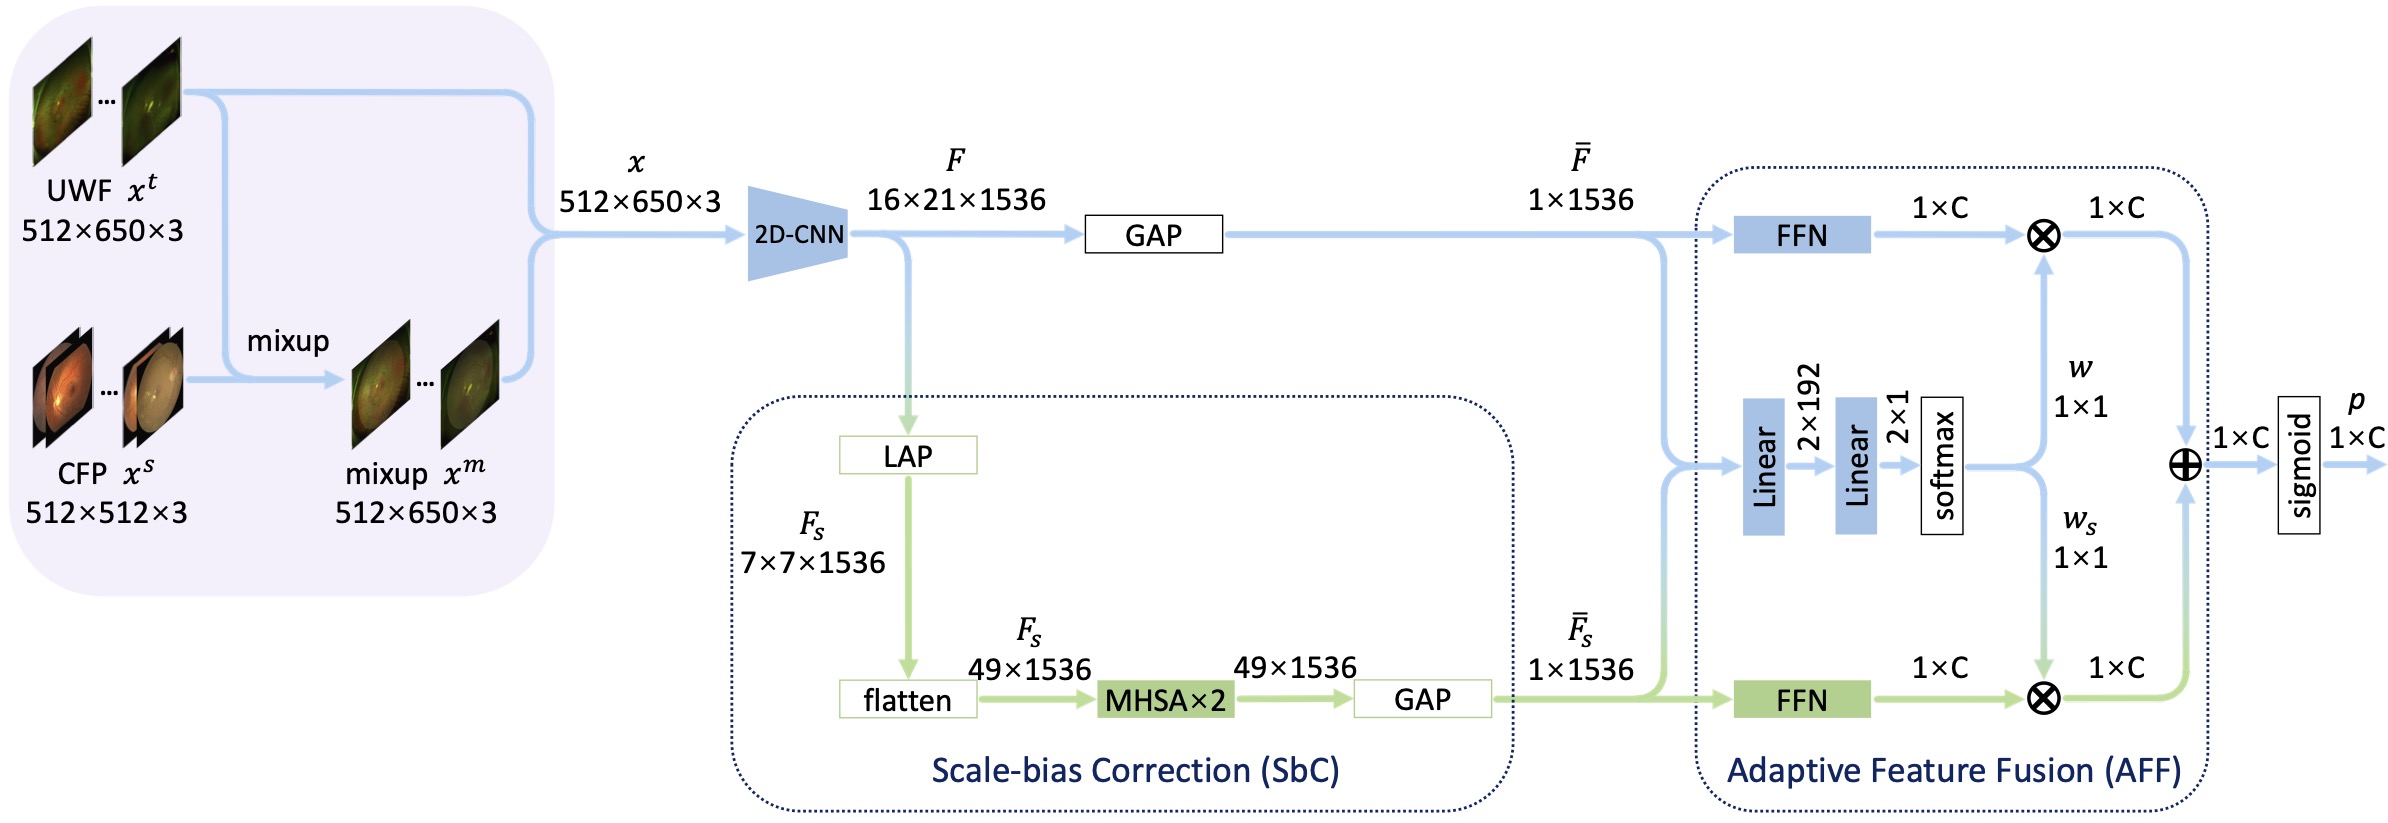 ...
UWF x^t
512×650×3
...
CFP x^s
512×512×3
mixup
...
mixup x^m
512×650×3
x
512×650×3
2D-CNN
F
16×21×1536
GAP
F̄
1×1536
LAP
F_s
7×7×1536
flatten
F_s
49×1536
MHSA×2
49×1536
GAP
Scale-bias Correction (SbC)
F̄_s
1×1536
FFN
1×C
1×C
Linear
2×192
Linear
2×1
softmax
w
1×1
w_s
1×1
FFN
1×C
1×C
Adaptive Feature Fusion (AFF)
1×C
sigmoid
p
1×C